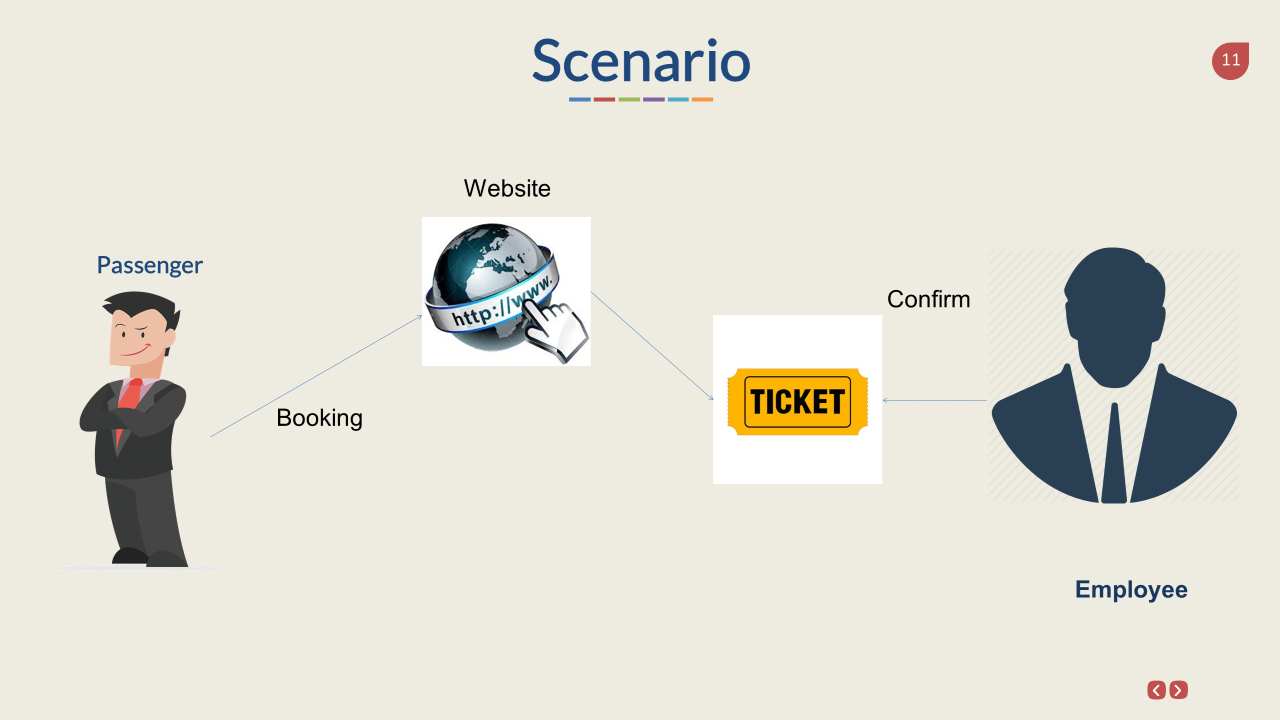 Scenario
11
Website
Passenger
http://www.
Confirm
TICKET
Booking
Employee